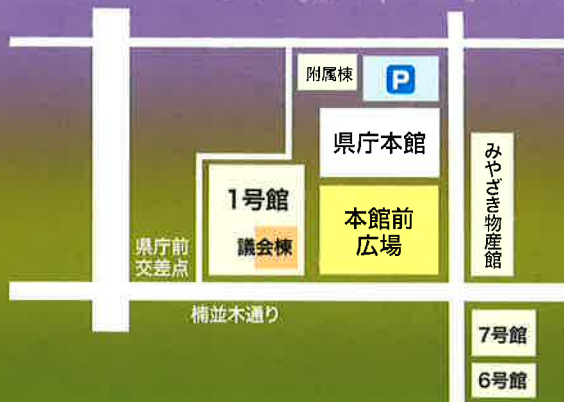 附属棟
P
県庁本館
みやざき物産館
1号館
本館前
広場
議会棟
県庁前
交差点
楠並木通り
7号館
6号館